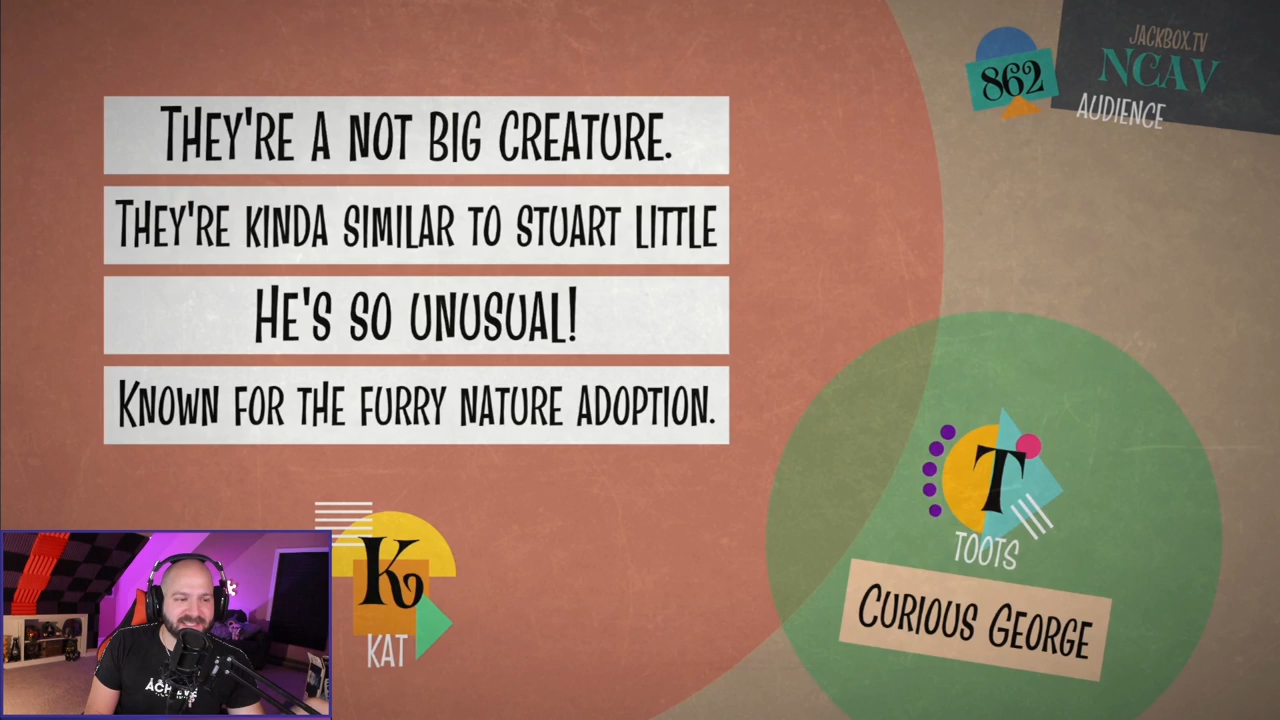 JACKBOX.TV
862
NCAV
AUDIENCE
THEY'RE A NOT BIG CREATURE.
THEY'RE KINDA SIMILAR TO STUART LITTLE
HE'S SO UNUSUAL!
KNOWN FOR THE FURRY NATURE ADOPTION.
T
TOOTS
CURIOUS GEORGE
K
KAT